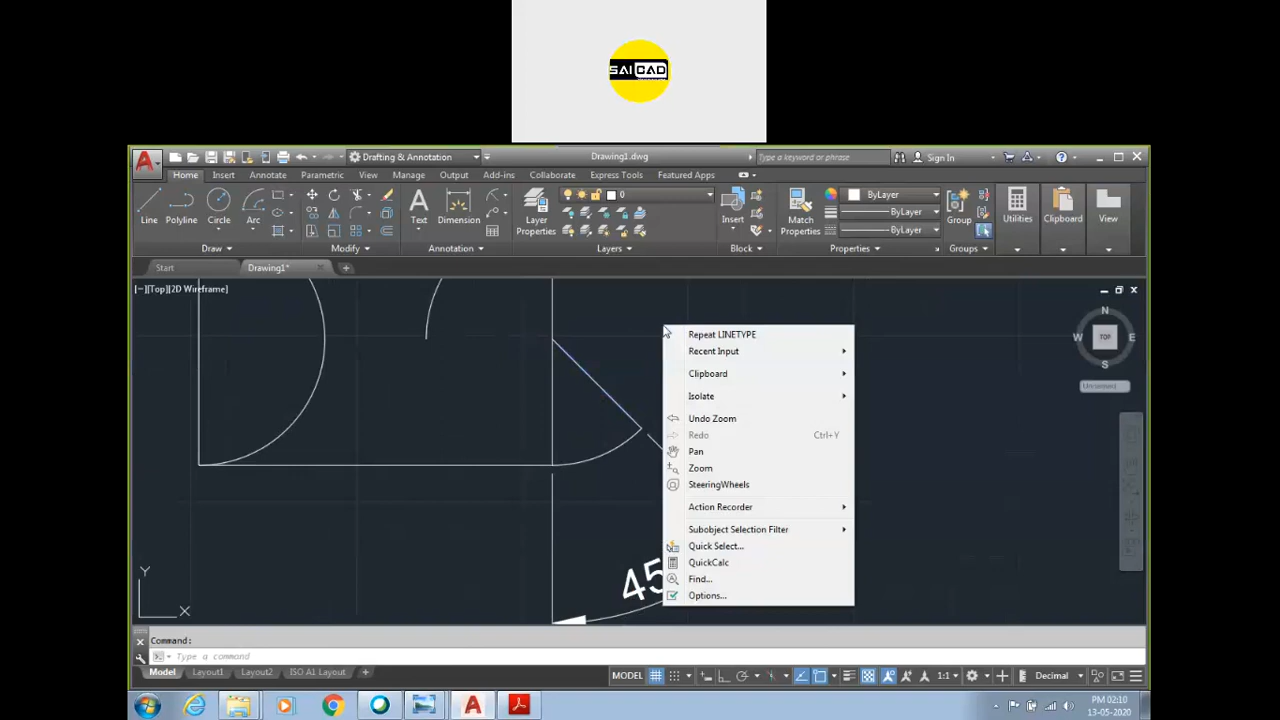 SAI CAD
Drafting & Annotation
Drawing1.dwg
Type a keyword or phrase
Sign In
Home
Insert
Annotate
Parametric
View
Manage
Output
Add-ins
Collaborate
Express Tools
Featured Apps
Line
Polyline
Circle
Arc
Text
Dimension
Layer
Properties
0
Insert
Match
Properties
ByLayer
ByLayer
ByLayer
Group
Utilities
Clipboard
View
Draw
Modify
Annotation
Layers
Block
Properties
Groups
Start
Drawing1*
[−][Top][2D Wireframe]
N
W
TOP
E
S
Unnamed
Repeat LINETYPE
Recent Input
Clipboard
Isolate
Undo Zoom
Redo
Ctrl+Y
Pan
Zoom
SteeringWheels
Action Recorder
Subobject Selection Filter
Quick Select...
QuickCalc
Find...
Options...
45
Y
X
Command:
Type a command
Model
Layout1
Layout2
ISO A1 Layout
MODEL
1:1
Decimal
PM 02:10
13-05-2020